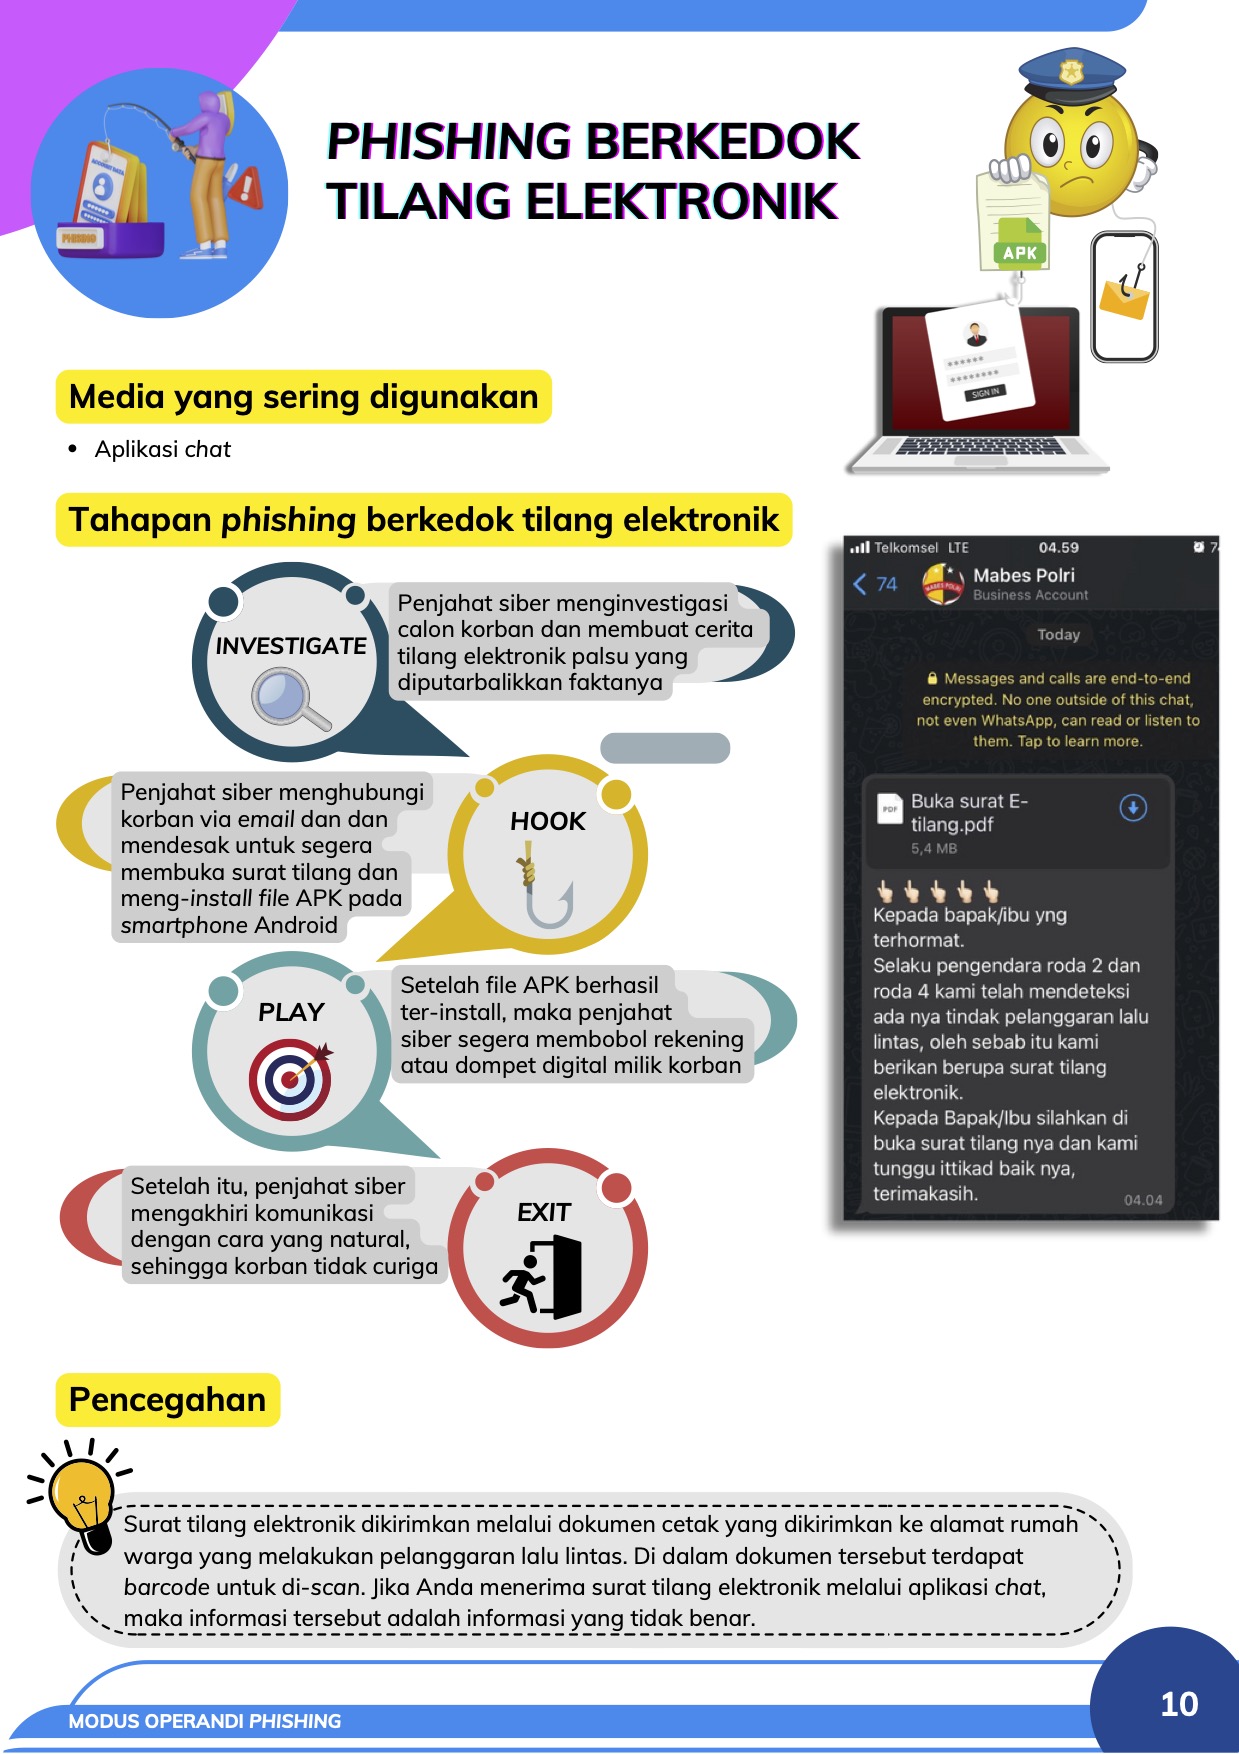 PHISHING BERKEDOK
TILANG ELEKTRONIK
ACCOUNT DATA
PHISING
APK
SIGN IN
Media yang sering digunakan
• Aplikasi chat
Tahapan phishing berkedok tilang elektronik
INVESTIGATE
Penjahat siber menginvestigasi
calon korban dan membuat cerita
tilang elektronik palsu yang
diputarbalikkan faktanya
Penjahat siber menghubungi
korban via email dan dan
mendesak untuk segera
membuka surat tilang dan
meng-install file APK pada
smartphone Android
HOOK
PLAY
Setelah file APK berhasil
ter-install, maka penjahat
siber segera membobol rekening
atau dompet digital milik korban
Setelah itu, penjahat siber
mengakhiri komunikasi
dengan cara yang natural,
sehingga korban tidak curiga
EXIT
Telkomsel LTE 04.59 74
74 Mabes Polri
Business Account
Today
Messages and calls are end-to-end
encrypted. No one outside of this chat,
not even WhatsApp, can read or listen to
them. Tap to learn more.
PDF
Buka surat E-
tilang.pdf
5,4 MB
Kepada bapak/ibu yng
terhormat.
Selaku pengendara roda 2 dan
roda 4 kami telah mendeteksi
ada nya tindak pelanggaran lalu
lintas, oleh sebab itu kami
berikan berupa surat tilang
elektronik.
Kepada Bapak/Ibu silahkan di
buka surat tilang nya dan kami
tunggu ittikad baik nya,
terimakasih.
04.04
Pencegahan
Surat tilang elektronik dikirimkan melalui dokumen cetak yang dikirimkan ke alamat rumah
warga yang melakukan pelanggaran lalu lintas. Di dalam dokumen tersebut terdapat
barcode untuk di-scan. Jika Anda menerima surat tilang elektronik melalui aplikasi chat,
maka informasi tersebut adalah informasi yang tidak benar.
MODUS OPERANDI PHISHING
10